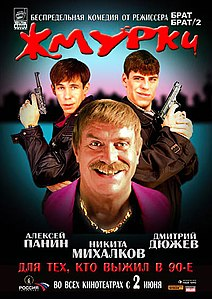 БЕСПРЕДЕЛЬНАЯ КОМЕДИЯ ОТ РЕЖИССЕРА БРАТ
БРАТ/2
ЖМУРКИ
АЛЕКСЕЙ
ПАНИН
НИКИТА
МИХАЛКОВ
ДМИТРИЙ
ДЮЖЕВ
ДЛЯ ТЕХ, КТО ВЫЖИЛ В 90-Е
РОССИЯ
ВО ВСЕХ КИНОТЕАТРАХ С 2 ИЮНЯ